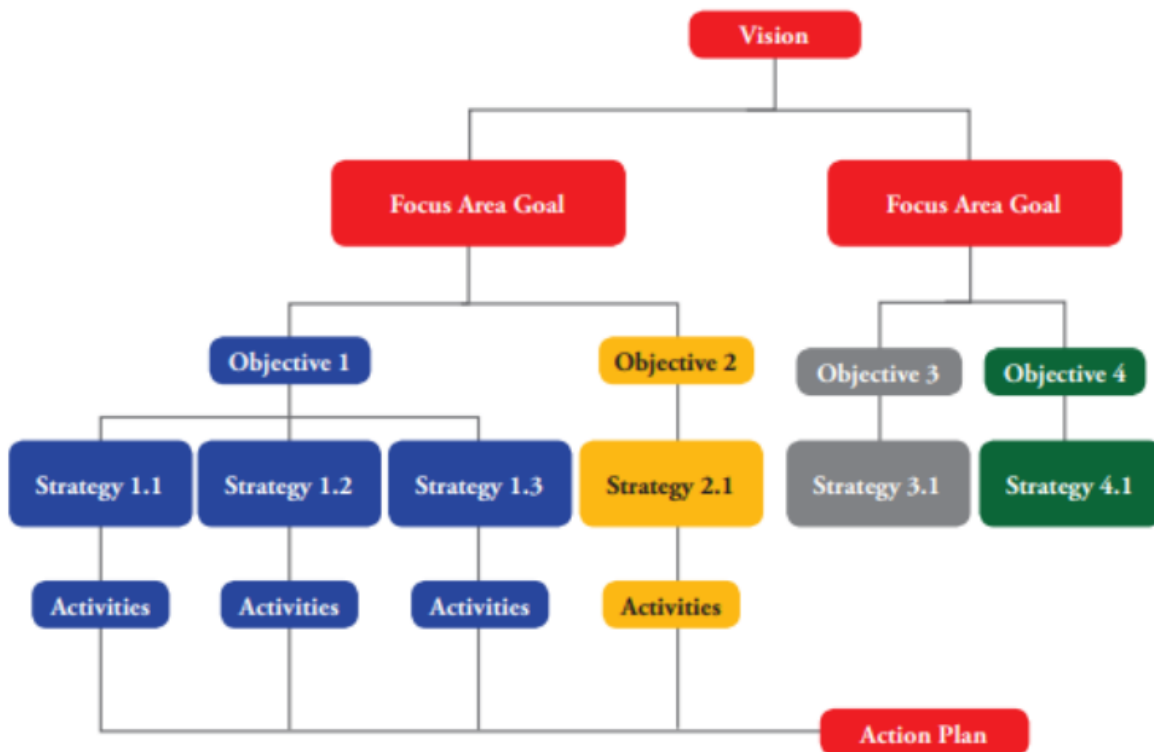 Vision
Focus Area Goal
Focus Area Goal
Objective 1
Objective 2
Objective 3
Objective 4
Strategy 1.1
Strategy 1.2
Strategy 1.3
Strategy 2.1
Strategy 3.1
Strategy 4.1
Activities
Activities
Activities
Activities
Action Plan